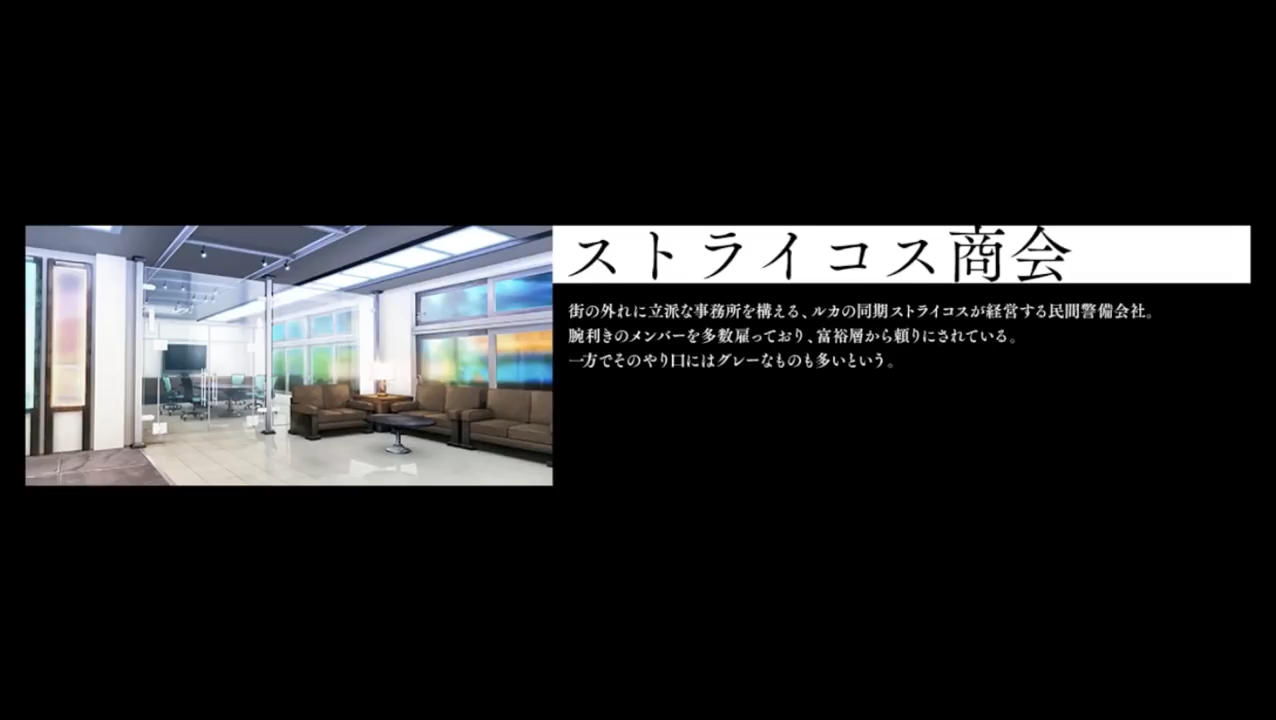 ストライコス商会
街の外れに立派な事務所を構える、ルカの同期ストライコスが経営する民間警備会社。
腕利きのメンバーを多数雇っており、富裕層から頼りにされている。
一方でそのやり口にはグレーなものも多いという。